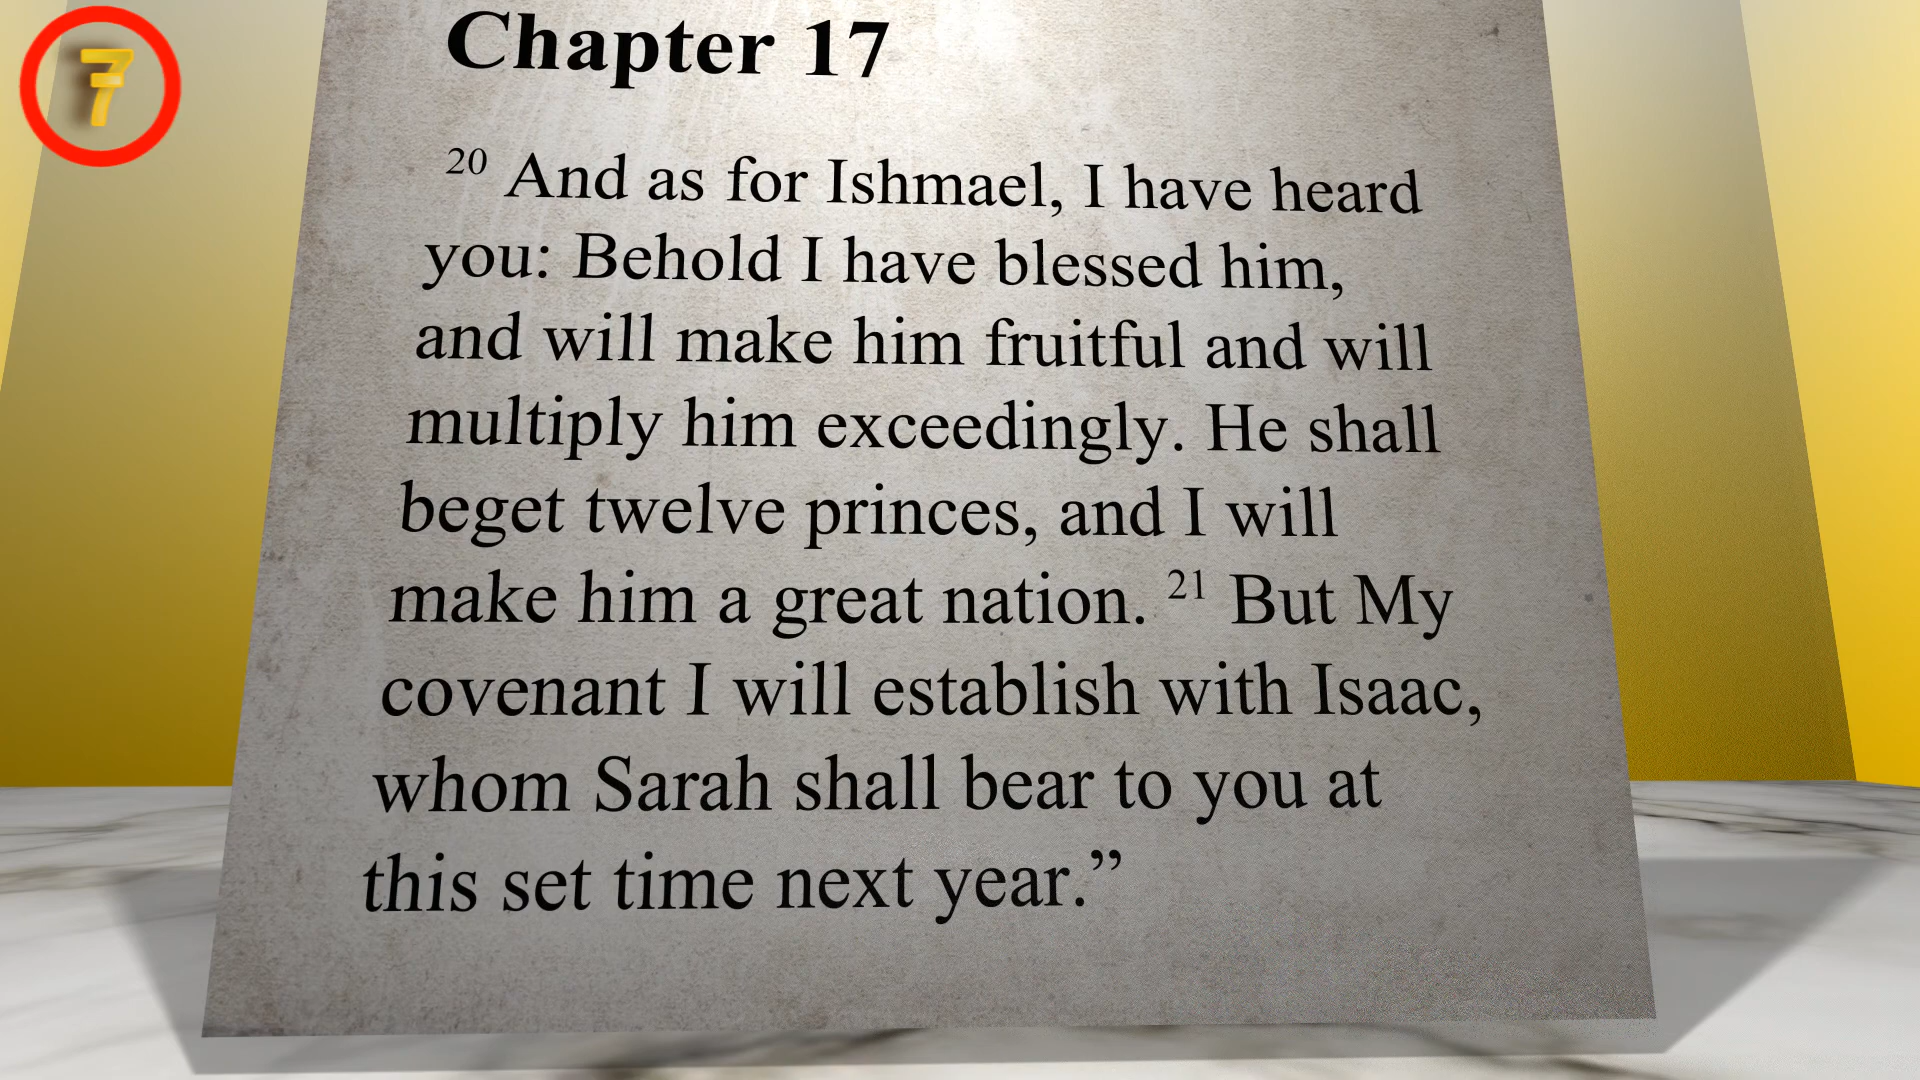 7
Chapter 17
20 And as for Ishmael, I have heard
you: Behold I have blessed him,
and will make him fruitful and will
multiply him exceedingly. He shall
beget twelve princes, and I will
make him a great nation. 21 But My
covenant I will establish with Isaac,
whom Sarah shall bear to you at
this set time next year.”